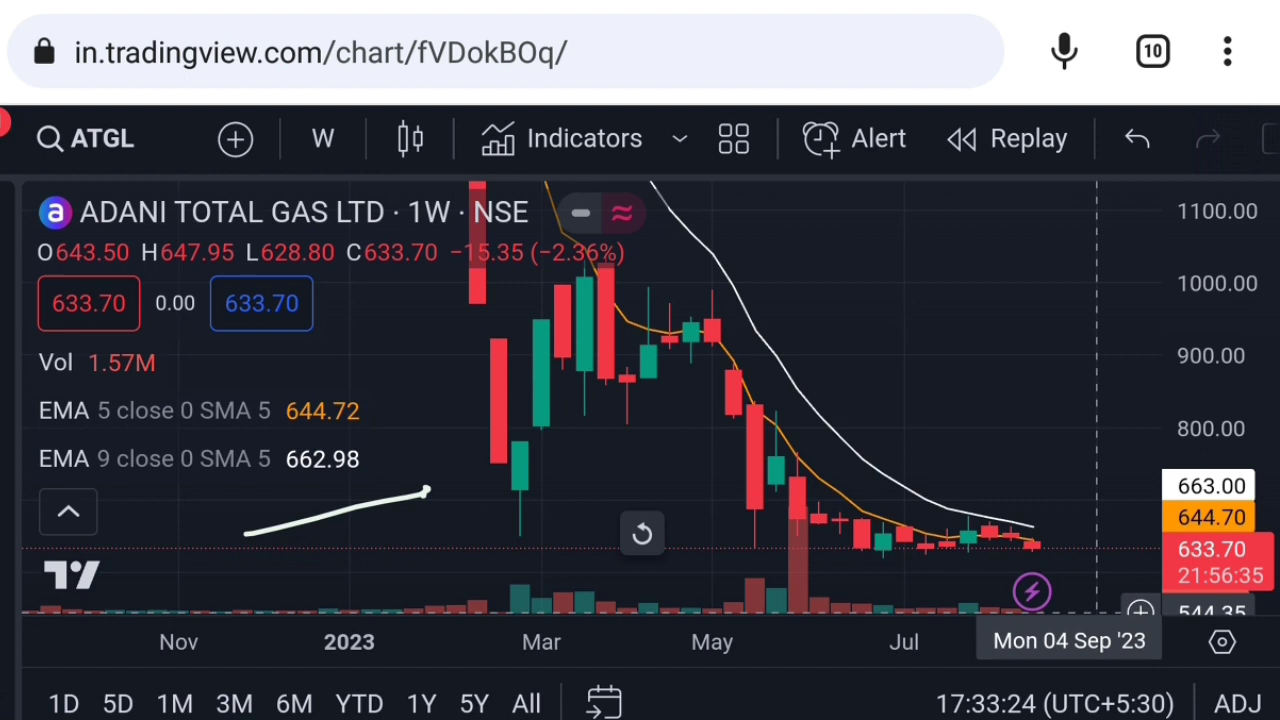 in.tradingview.com/chart/fVDokBOq/
10
ATGL
W
Indicators
Alert
Replay
a ADANI TOTAL GAS LTD · 1W · NSE
O643.50 H647.95 L628.80 C633.70 −15.35 (−2.36%)
633.70 0.00 633.70
Vol 1.57M
EMA 5 close 0 SMA 5 644.72
EMA 9 close 0 SMA 5 662.98
1100.00
1000.00
900.00
800.00
663.00
644.70
633.70
21:56:35
544.35
Nov 2023 Mar May Jul Mon 04 Sep '23
1D 5D 1M 3M 6M YTD 1Y 5Y All 17:33:24 (UTC+5:30) ADJ